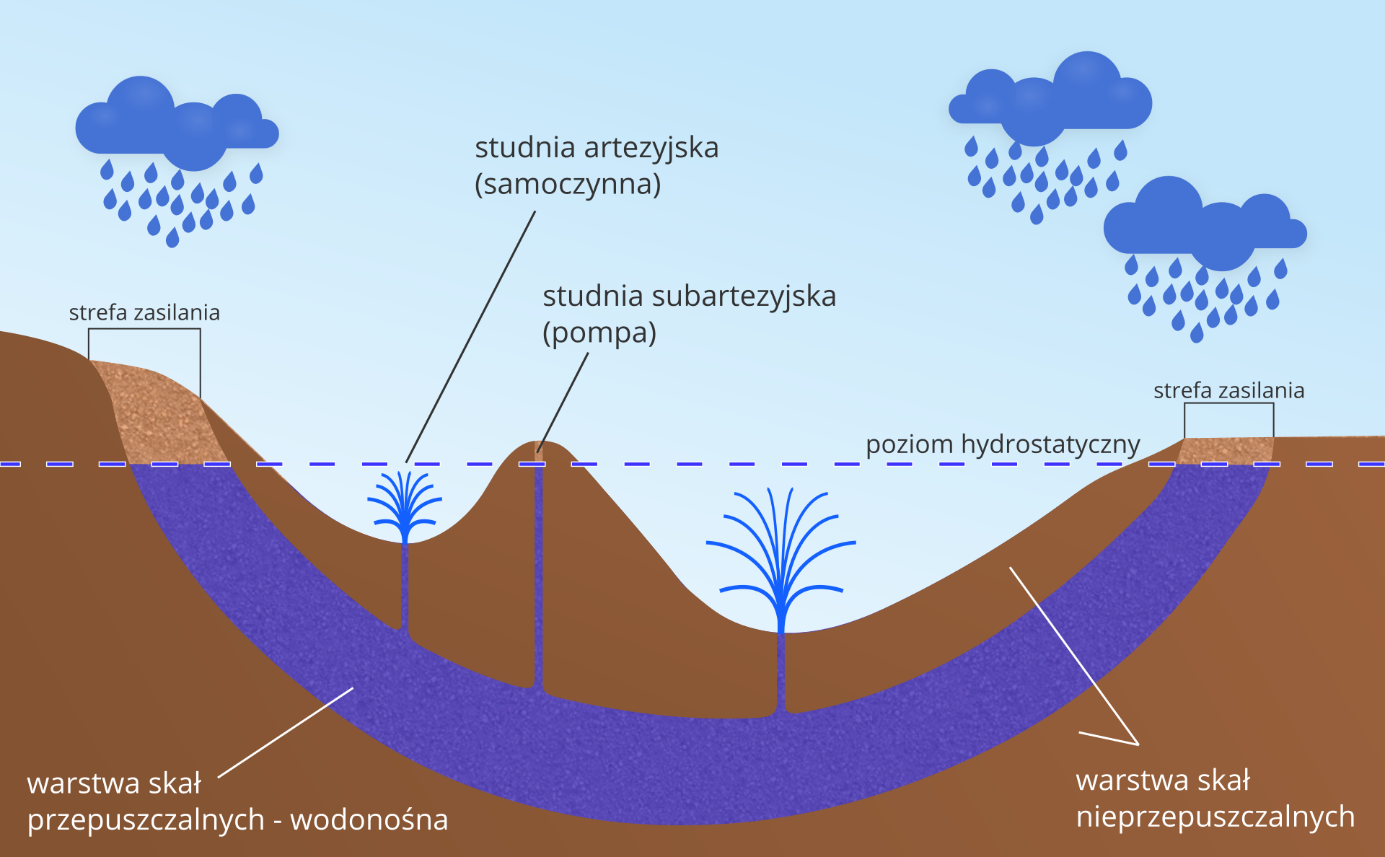 studnia artezyjska
(samoczynna)
studnia subartezyjska
(pompa)
strefa zasilania
strefa zasilania
poziom hydrostatyczny
warstwa skał
przepuszczalnych - wodonośna
warstwa skał
nieprzepuszczalnych